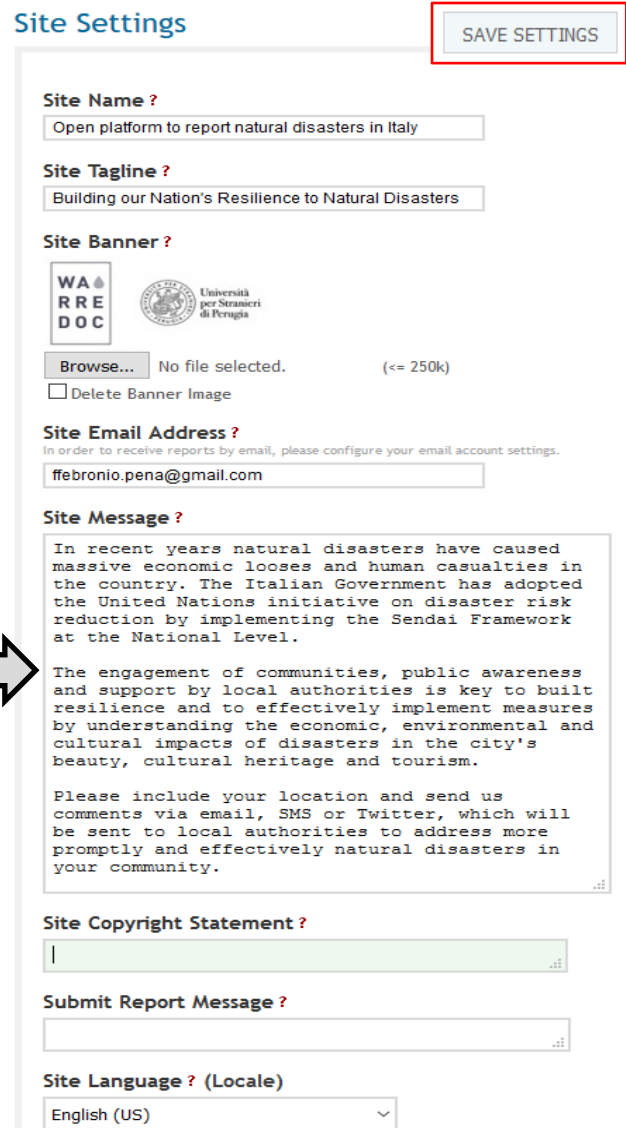 Site Settings
SAVE SETTINGS
Site Name ?
Open platform to report natural disasters in Italy
Site Tagline ?
Building our Nation's Resilience to Natural Disasters
Site Banner ?
WA
RRE
DOC
Università
per Stranieri
di Perugia
Browse... No file selected. (<= 250k)
Delete Banner Image
Site Email Address ?
In order to receive reports by email, please configure your email account settings.
ffebronio.pena@gmail.com
Site Message ?
In recent years natural disasters have caused
massive economic looses and human casualties in
the country. The Italian Government has adopted
the United Nations initiative on disaster risk
reduction by implementing the Sendai Framework
at the National Level.
The engagement of communities, public awareness
and support by local authorities is key to built
resilience and to effectively implement measures
by understanding the economic, environmental and
cultural impacts of disasters in the city's
beauty, cultural heritage and tourism.
Please include your location and send us
comments via email, SMS or Twitter, which will
be sent to local authorities to address more
promptly and effectively natural disasters in
your community.
Site Copyright Statement ?
Submit Report Message ?
Site Language ? (Locale)
English (US)